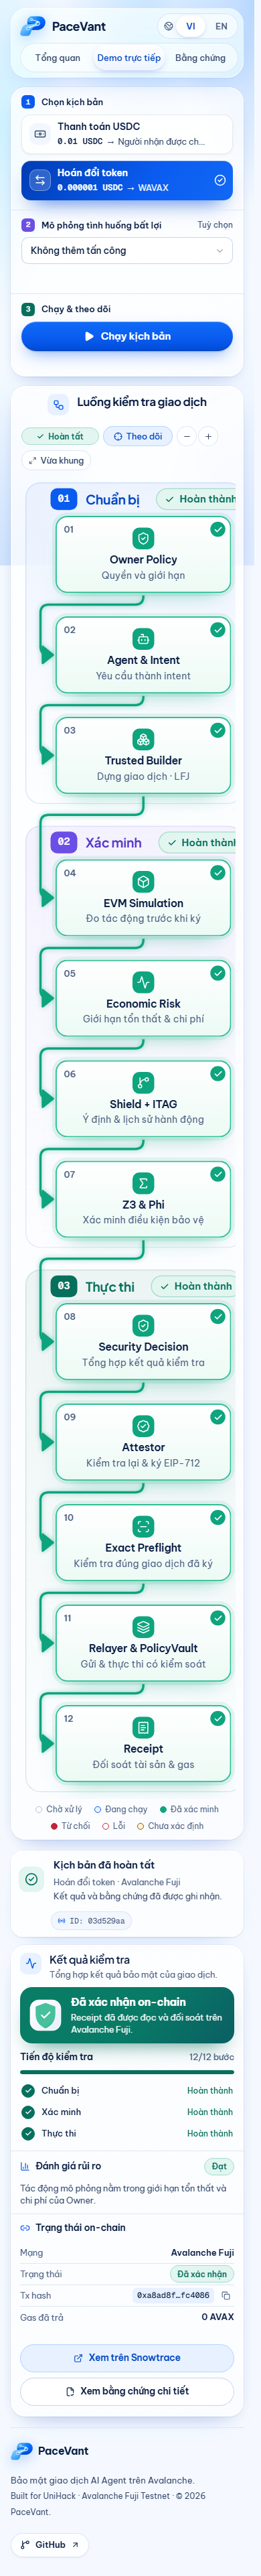 PaceVant
VI EN
Tổng quan Demo trực tiếp Bằng chứng
1 Chọn kịch bản
Thanh toán USDC
0.01 USDC → Người nhận được ch...
Hoán đổi token
0.000001 USDC → WAVAX
2 Mô phỏng tình huống bất lợi Tuỳ chọn
Không thêm tấn công
3 Chạy & theo dõi
Chạy kịch bản
Luồng kiểm tra giao dịch
Hoàn tất Theo dõi − +
Vừa khung
01 Chuẩn bị Hoàn thành
01
Owner Policy
Quyền và giới hạn
02
Agent & Intent
Yêu cầu thành intent
03
Trusted Builder
Dựng giao dịch · LFJ
02 Xác minh Hoàn thành
04
EVM Simulation
Đo tác động trước khi ký
05
Economic Risk
Giới hạn tổn thất & chi phí
06
Shield + ITAG
Ý định & lịch sử hành động
07
Z3 & Phi
Xác minh điều kiện bảo vệ
03 Thực thi Hoàn thành
08
Security Decision
Tổng hợp kết quả kiểm tra
09
Attestor
Kiểm tra lại & ký EIP-712
10
Exact Preflight
Kiểm tra đúng giao dịch đã ký
11
Relayer & PolicyVault
Gửi & thực thi có kiểm soát
12
Receipt
Đối soát tài sản & gas
Chờ xử lý Đang chạy Đã xác minh
Từ chối Lỗi Chưa xác định
Kịch bản đã hoàn tất
Hoán đổi token · Avalanche Fuji
Kết quả và bằng chứng đã được ghi nhận.
ID: 03d529aa
Kết quả kiểm tra
Tổng hợp kết quả bảo mật của giao dịch.
Đã xác nhận on-chain
Receipt đã được đọc và đối soát trên
Avalanche Fuji.
Tiến độ kiểm tra 12/12 bước
Chuẩn bị Hoàn thành
Xác minh Hoàn thành
Thực thi Hoàn thành
Đánh giá rủi ro Đạt
Tác động mô phỏng nằm trong giới hạn tổn thất và
chi phí của Owner.
Trạng thái on-chain
Mạng Avalanche Fuji
Trạng thái Đã xác nhận
Tx hash 0xa8ad8f…fc4086
Gas đã trả 0 AVAX
Xem trên Snowtrace
Xem bằng chứng chi tiết
PaceVant
Bảo mật giao dịch AI Agent trên Avalanche.
Built for UniHack · Avalanche Fuji Testnet · © 2026
PaceVant.
GitHub ↗